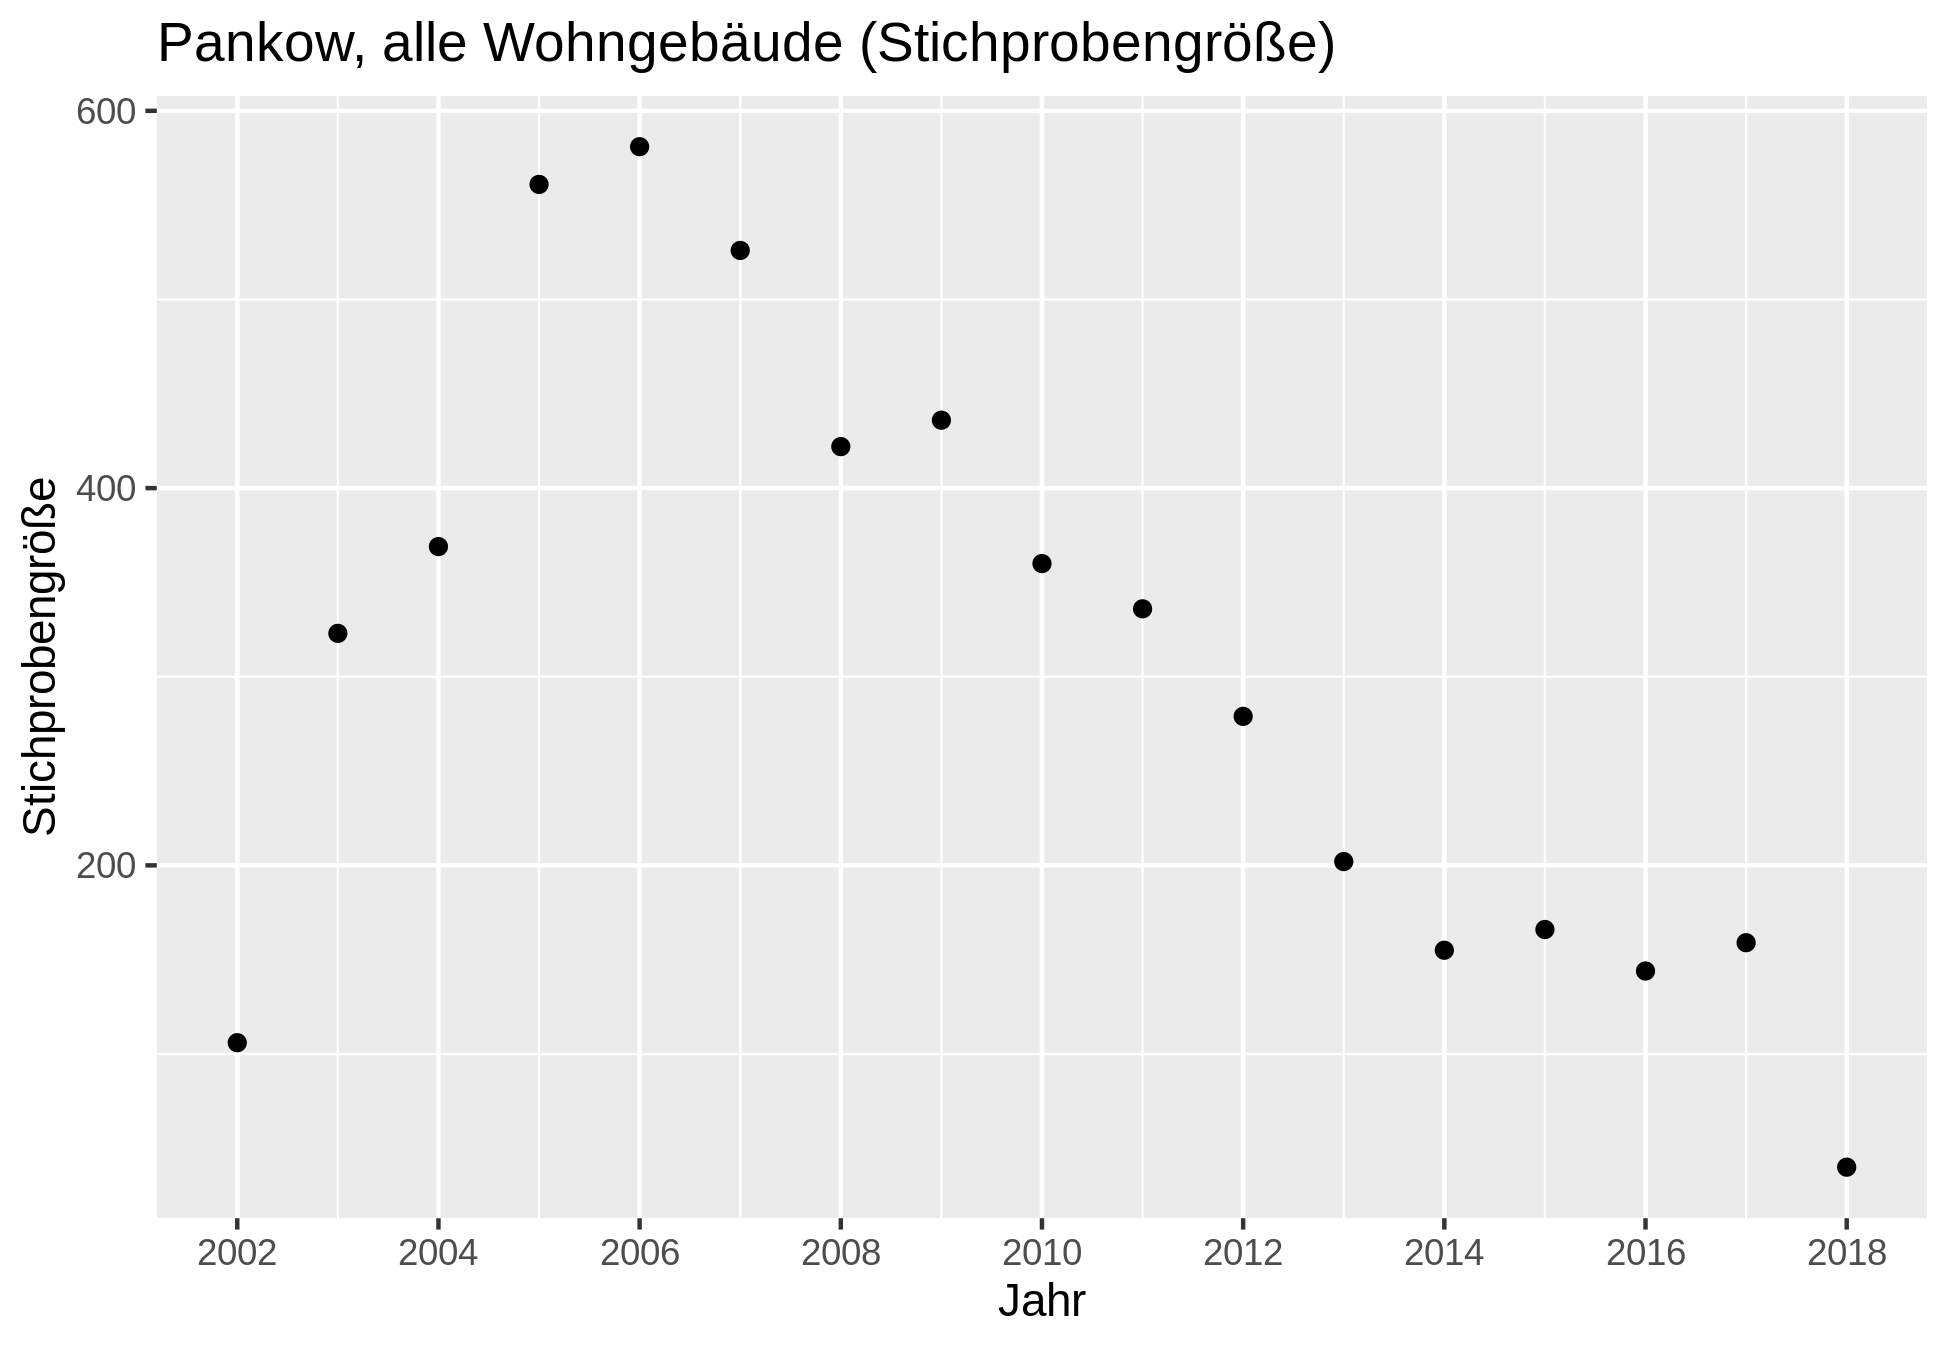 Pankow, alle Wohngebäude (Stichprobengröße)
Stichprobengröße
600
400
200
2002 2004 2006 2008 2010 2012 2014 2016 2018
Jahr